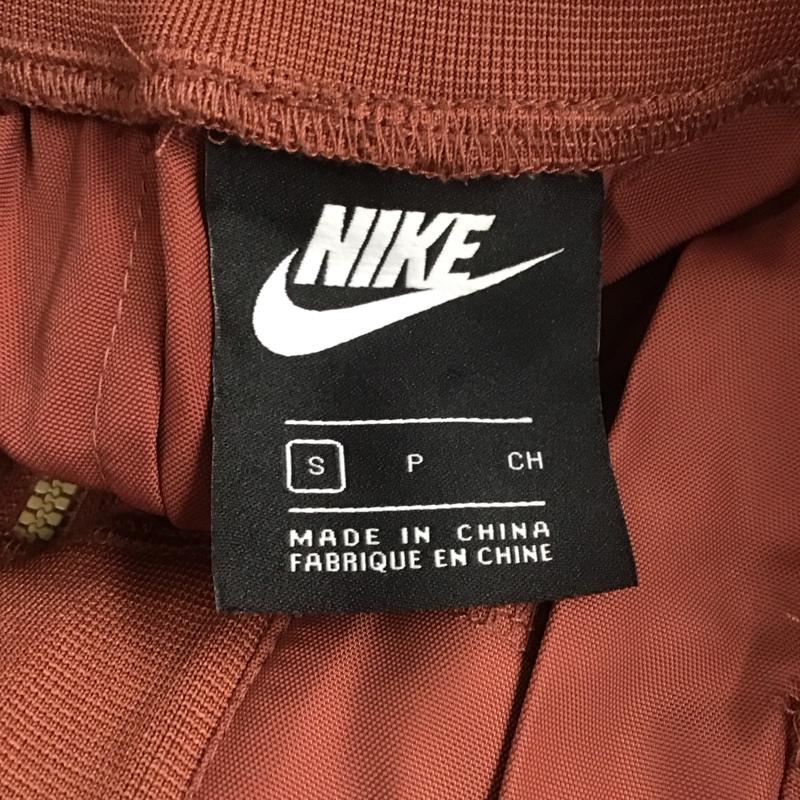 NIKE
S P CH
MADE IN CHINA
FABRIQUE EN CHINE